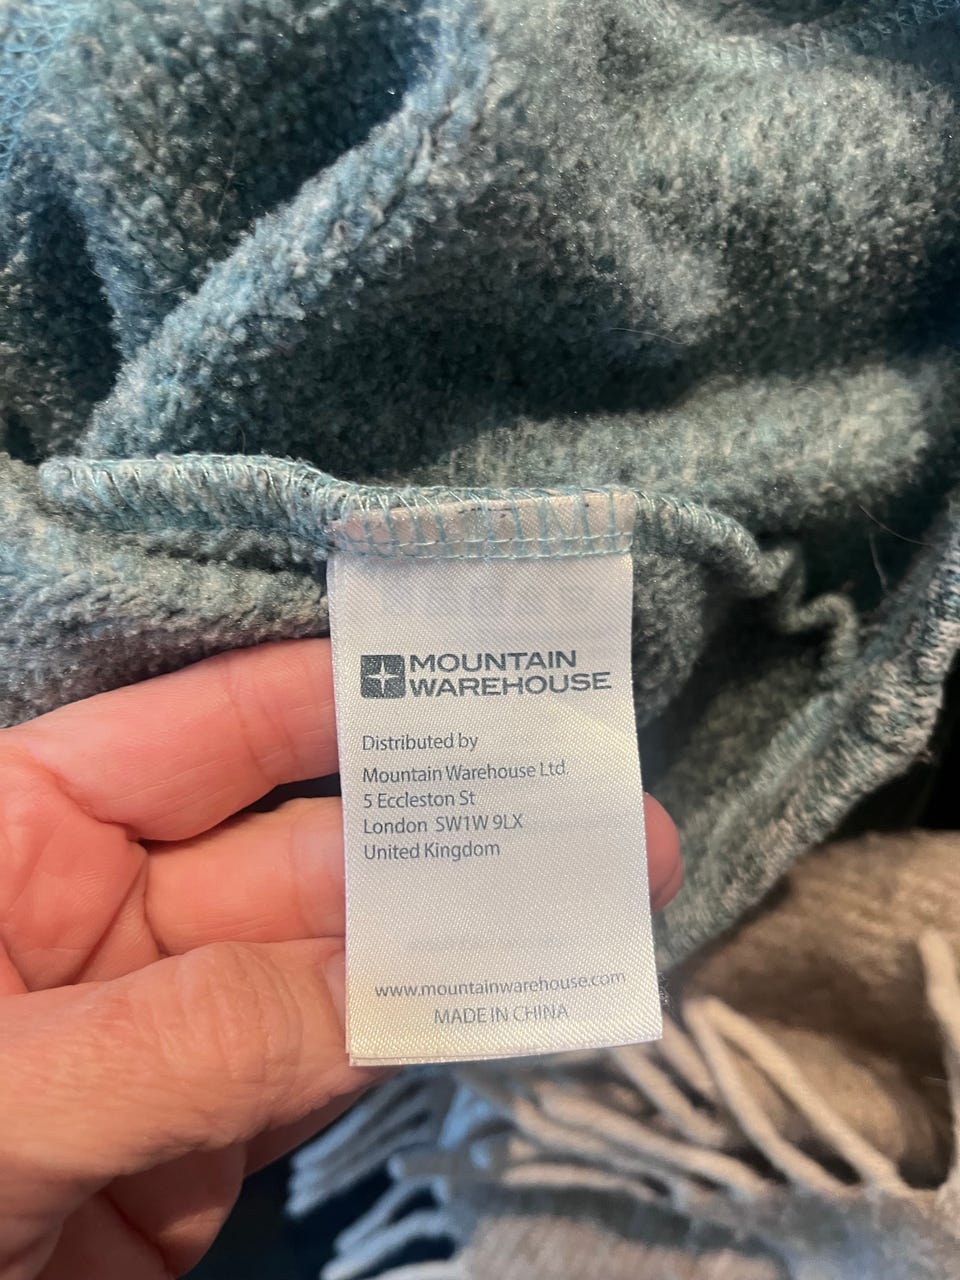 MOUNTAIN
WAREHOUSE
Distributed by
Mountain Warehouse Ltd.
5 Eccleston St
London SW1W 9LX
United Kingdom
www.mountainwarehouse.com
MADE IN CHINA